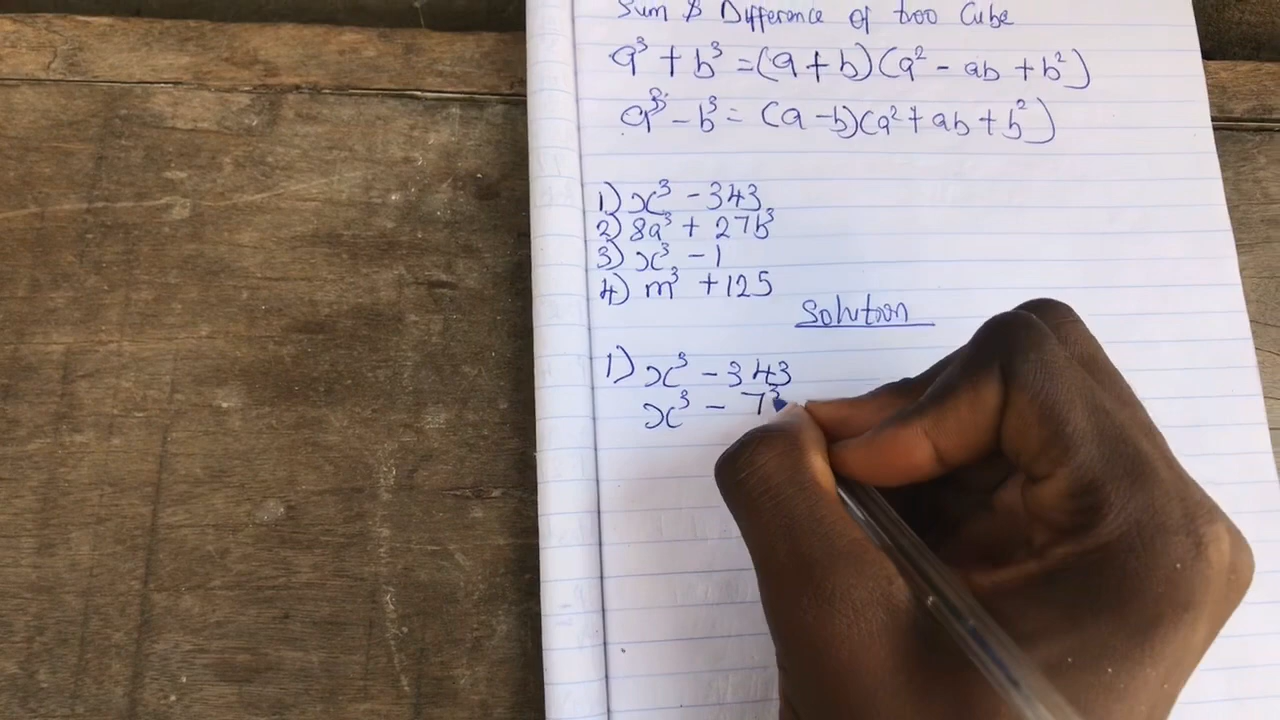 Sum & Difference of two Cube
a³ + b³ = (a + b)(a² - ab + b²)
a³ - b³ = (a - b)(a² + ab + b²)
1) x³ - 343
2) 8a³ + 27b³
3) x³ - 1
4) m³ + 125
Solution
1) x³ - 343
x³ - 7³